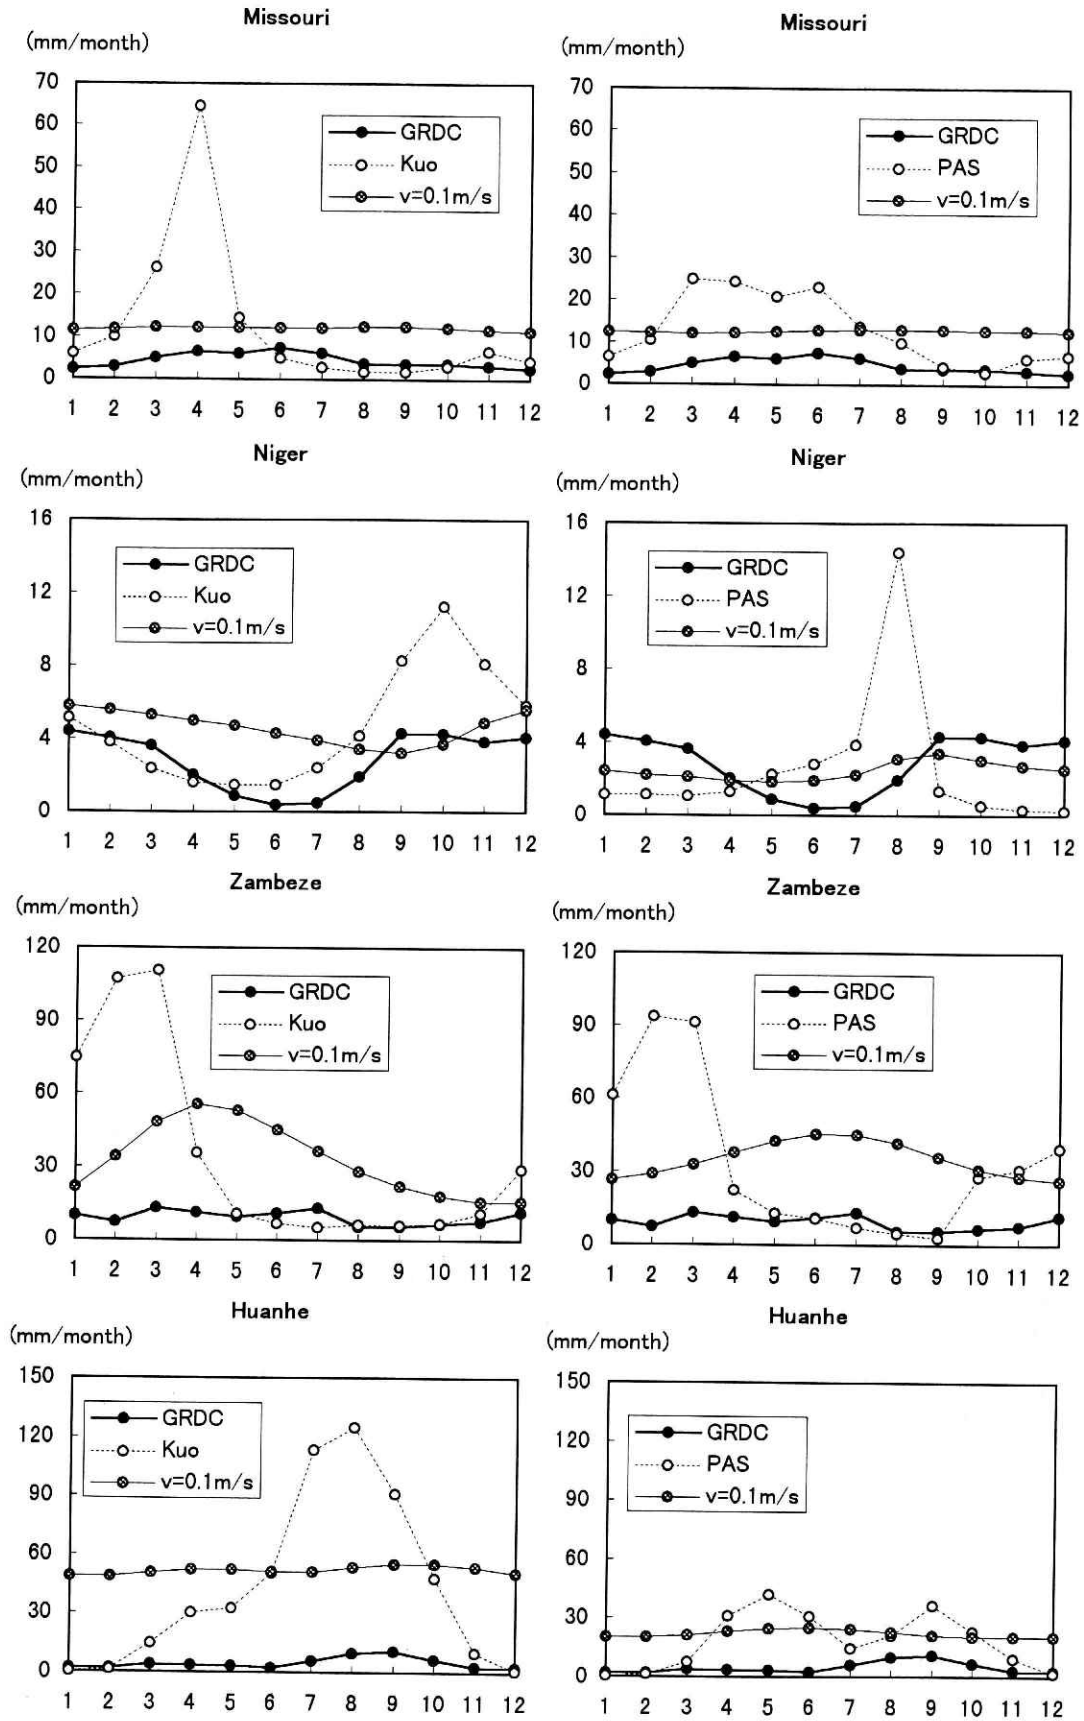 Missouri
(mm/month)
70
60
50
40
30
20
10
0
GRDC
Kuo
v=0.1m/s
1 2 3 4 5 6 7 8 9 10 11 12
Missouri
(mm/month)
70
60
50
40
30
20
10
0
GRDC
PAS
v=0.1m/s
1 2 3 4 5 6 7 8 9 10 11 12
Niger
(mm/month)
16
12
8
4
0
GRDC
Kuo
v=0.1m/s
1 2 3 4 5 6 7 8 9 10 11 12
Niger
(mm/month)
16
12
8
4
0
GRDC
PAS
v=0.1m/s
1 2 3 4 5 6 7 8 9 10 11 12
Zambeze
(mm/month)
120
90
60
30
0
GRDC
Kuo
v=0.1m/s
1 2 3 4 5 6 7 8 9 10 11 12
Zambeze
(mm/month)
120
90
60
30
0
GRDC
PAS
v=0.1m/s
1 2 3 4 5 6 7 8 9 10 11 12
Huanhe
(mm/month)
150
120
90
60
30
0
GRDC
Kuo
v=0.1m/s
1 2 3 4 5 6 7 8 9 10 11 12
Huanhe
(mm/month)
150
120
90
60
30
0
GRDC
PAS
v=0.1m/s
1 2 3 4 5 6 7 8 9 10 11 12